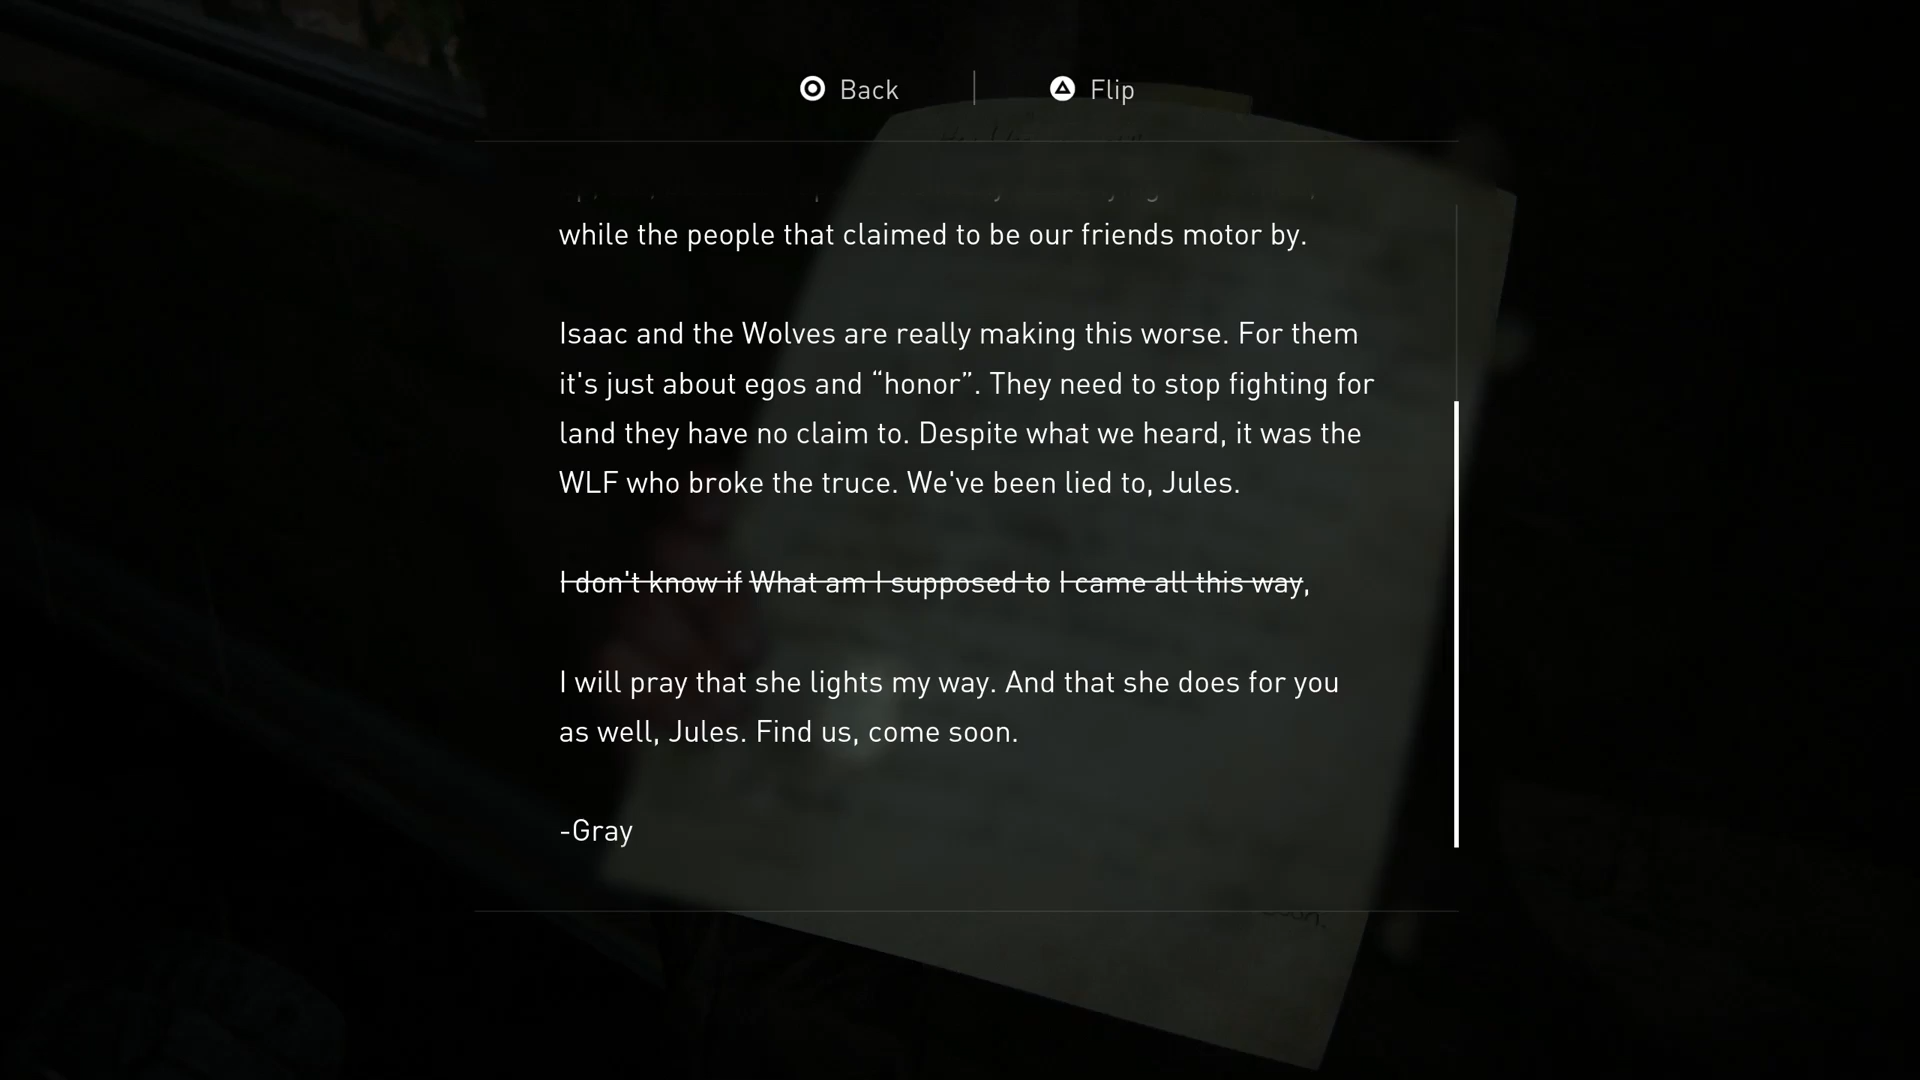 Back
Flip
while the people that claimed to be our friends motor by.
Isaac and the Wolves are really making this worse. For them
it's just about egos and “honor”. They need to stop fighting for
land they have no claim to. Despite what we heard, it was the
WLF who broke the truce. We've been lied to, Jules.
I don't know if What am I supposed to I came all this way,
I will pray that she lights my way. And that she does for you
as well, Jules. Find us, come soon.
-Gray